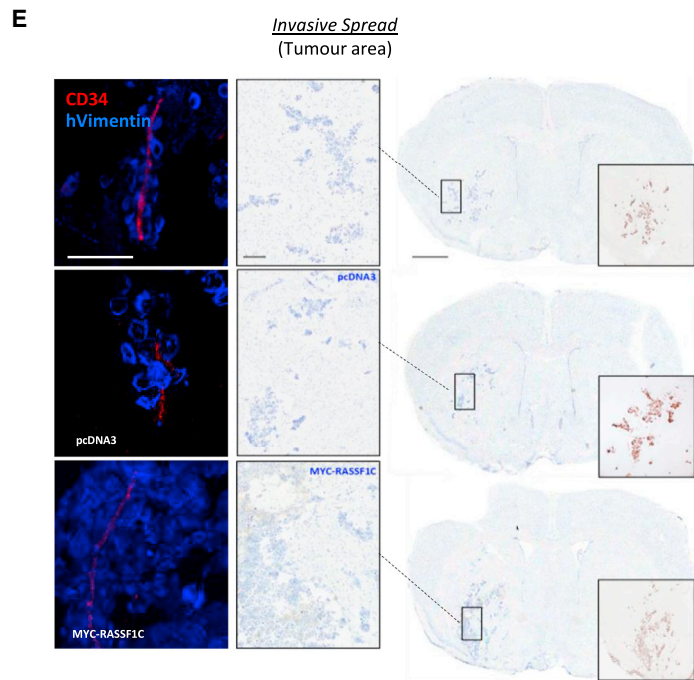 E
Invasive Spread
(Tumour area)
CD34
hVimentin
pcDNA3
pcDNA3
MYC-RASSF1C
MYC-RASSF1C